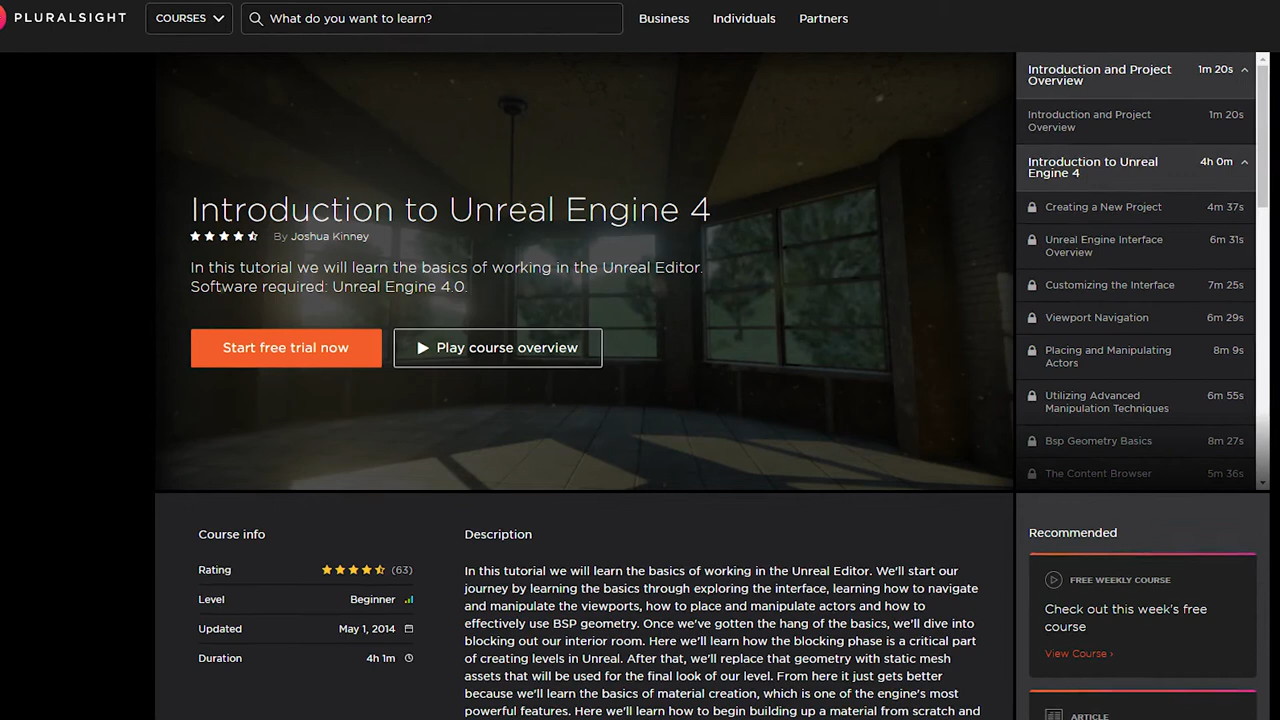 PLURALSIGHT
COURSES
What do you want to learn?
Business
Individuals
Partners
Introduction to Unreal Engine 4
By Joshua Kinney
In this tutorial we will learn the basics of working in the Unreal Editor.
Software required: Unreal Engine 4.0.
Start free trial now
Play course overview
Introduction and Project 1m 20s
Overview
Introduction and Project 1m 20s
Overview
Introduction to Unreal 4h 0m
Engine 4
Creating a New Project 4m 37s
Unreal Engine Interface 6m 31s
Overview
Customizing the Interface 7m 25s
Viewport Navigation 6m 29s
Placing and Manipulating 8m 9s
Actors
Utilizing Advanced 6m 55s
Manipulation Techniques
Bsp Geometry Basics 8m 27s
The Content Browser 5m 36s
Course info
Rating (63)
Level Beginner
Updated May 1, 2014
Duration 4h 1m
Description
In this tutorial we will learn the basics of working in the Unreal Editor. We'll start our
journey by learning the basics through exploring the interface, learning how to navigate
and manipulate the viewports, how to place and manipulate actors and how to
effectively use BSP geometry. Once we've gotten the hang of the basics, we'll dive into
blocking out our interior room. Here we'll learn how the blocking phase is a critical part
of creating levels in Unreal. After that, we'll replace that geometry with static mesh
assets that will be used for the final look of our level. From here it just gets better
because we'll learn the basics of material creation, which is one of the engine's most
powerful features. Here we'll learn how to begin building up a material from scratch and
Recommended
FREE WEEKLY COURSE
Check out this week's free
course
View Course ›
ARTICLE